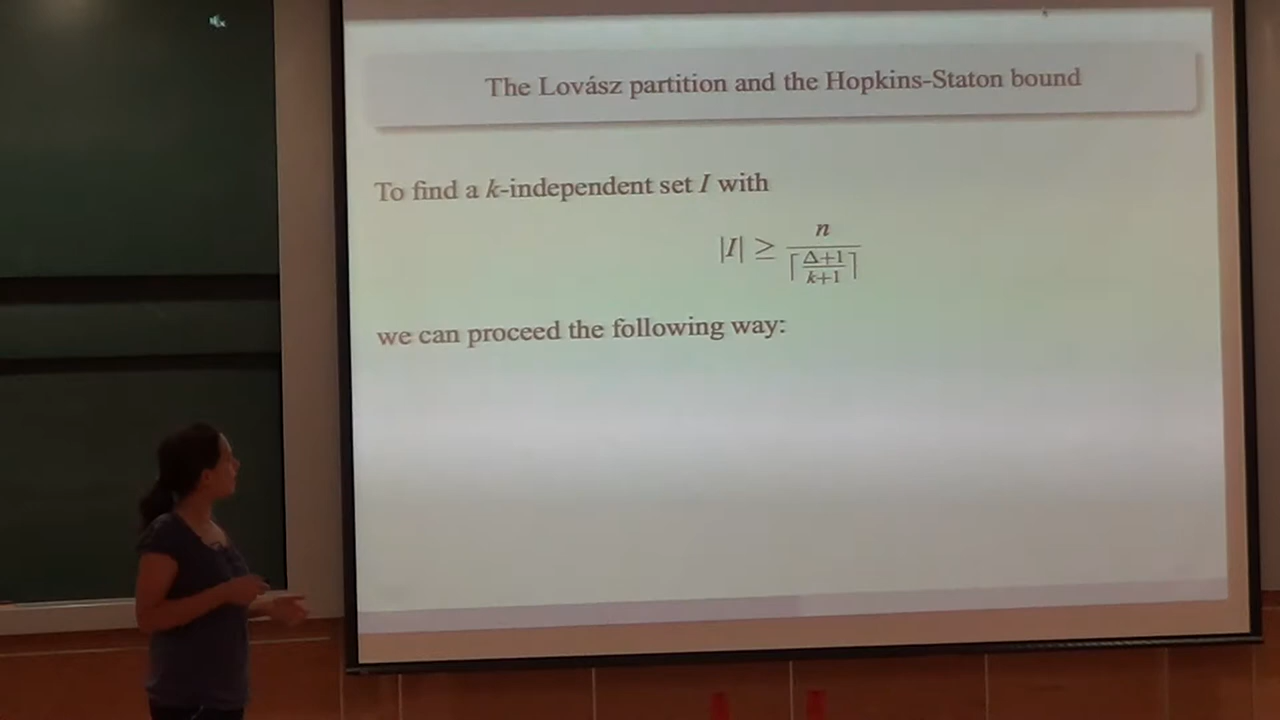 The Lovász partition and the Hopkins-Staton bound
To find a k-independent set I with
|I| ≥ n / ⌈(Δ+1)/(k+1)⌉
we can proceed the following way: